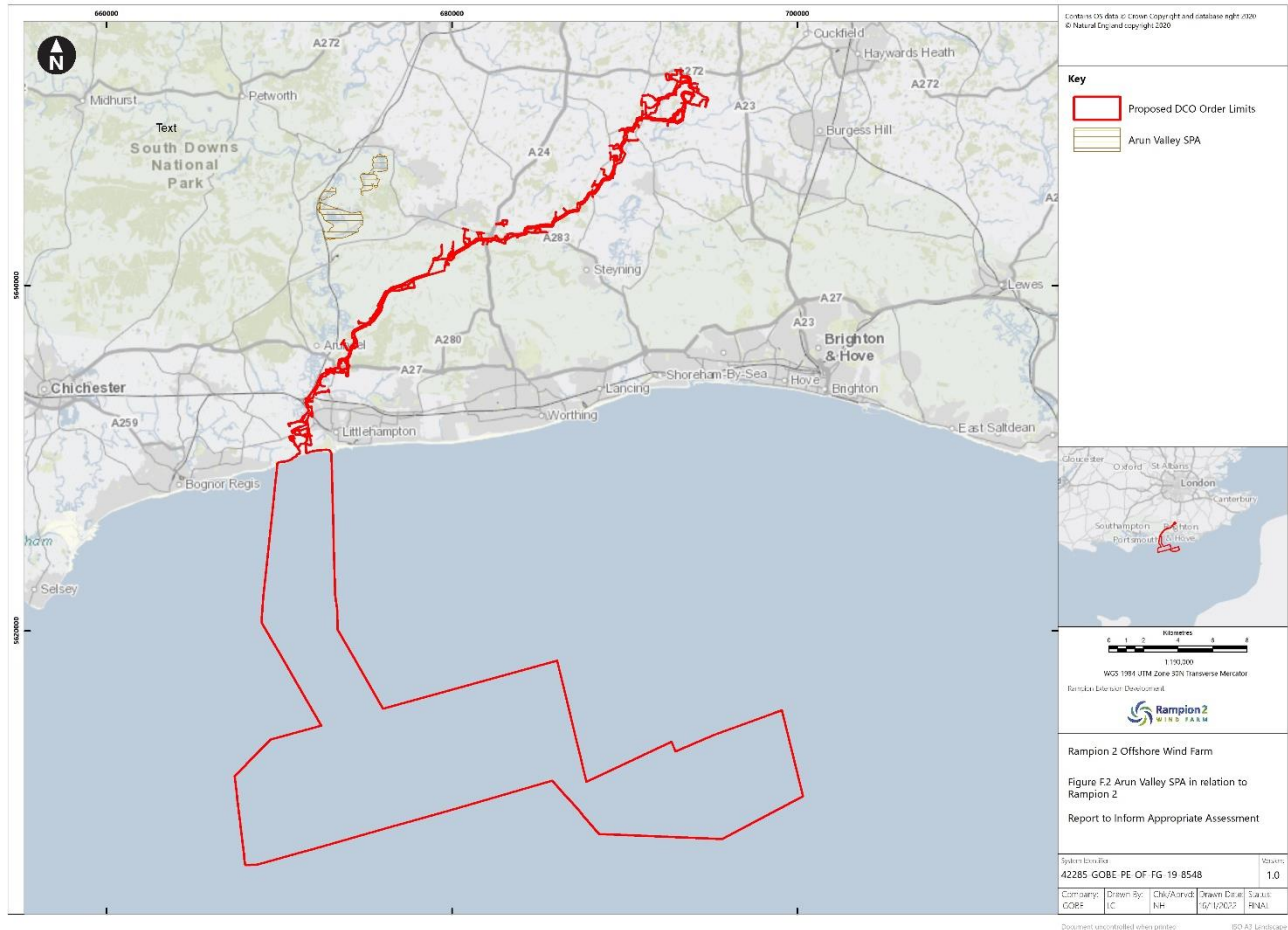 660000
680000
700000
N
Cuckfield
Haywards Heath
A272
A272
A272
Midhurst
Petworth
A23
Burgess Hill
Text
South Downs
National
Park
A24
A283
Steyning
5640000
Lewes
A27
A23
Arundel
A280
A27
Brighton
& Hove
Chichester
Shoreham-By-Sea
Hove
Brighton
Lancing
Worthing
A259
Littlehampton
East Saltdean
Bognor Regis
ham
Selsey
5620000
Contains OS data © Crown Copyright and database right 2020
© Natural England copyright 2020
Key
Proposed DCO Order Limits
Arun Valley SPA
Gloucester
Oxford
St Albans
London
Canterbury
Southampton
Brighton
Portsmouth
& Hove
Kilometres
0 1 2 4 6 8
1:190,000
WGS 1984 UTM Zone 30N Transverse Mercator
Rampion Extension Development
Rampion 2
WIND FARM
Rampion 2 Offshore Wind Farm
Figure F.2 Arun Valley SPA in relation to
Rampion 2
Report to Inform Appropriate Assessment
System Identifier
Version:
42285-GOBE-PE-OF-FG-19-8548
1.0
Company: Drawn By: Chk/Aprvd: Drawn Date: Status:
GOBE LC NH 16/11/2022 FINAL
Document uncontrolled when printed
ISO A3 Landscape